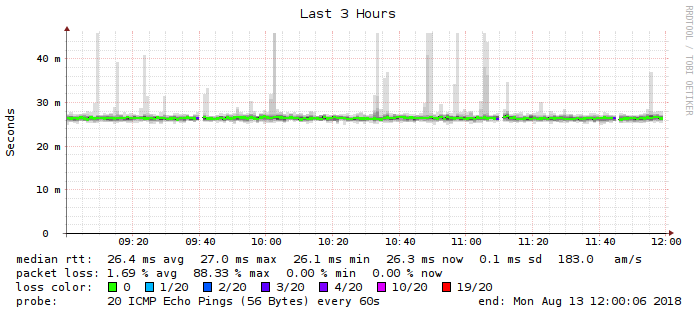 Last 3 Hours
RRDTOOL / TOBI OETIKER
Seconds
40 m
30 m
20 m
10 m
0
09:20 09:40 10:00 10:20 10:40 11:00 11:20 11:40 12:00
median rtt: 26.4 ms avg 27.0 ms max 26.1 ms min 26.3 ms now 0.1 ms sd 183.0 am/s
packet loss: 1.69 % avg 88.33 % max 0.00 % min 0.00 % now
loss color: 0 1/20 2/20 3/20 4/20 10/20 19/20
probe: 20 ICMP Echo Pings (56 Bytes) every 60s end: Mon Aug 13 12:00:06 2018